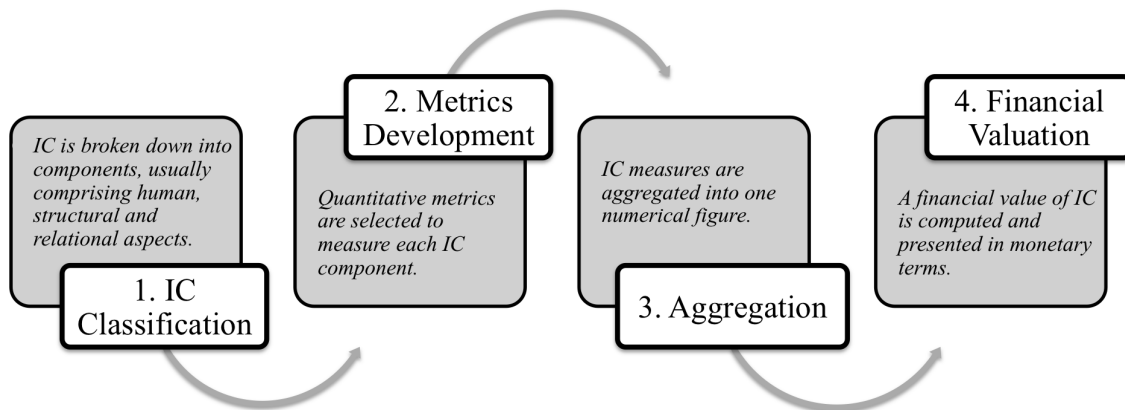 IC is broken down into
components, usually
comprising human,
structural and
relational aspects.
1. IC
Classification
2. Metrics
Development
Quantitative metrics
are selected to
measure each IC
component.
IC measures are
aggregated into one
numerical figure.
3. Aggregation
4. Financial
Valuation
A financial value of IC
is computed and
presented in monetary
terms.